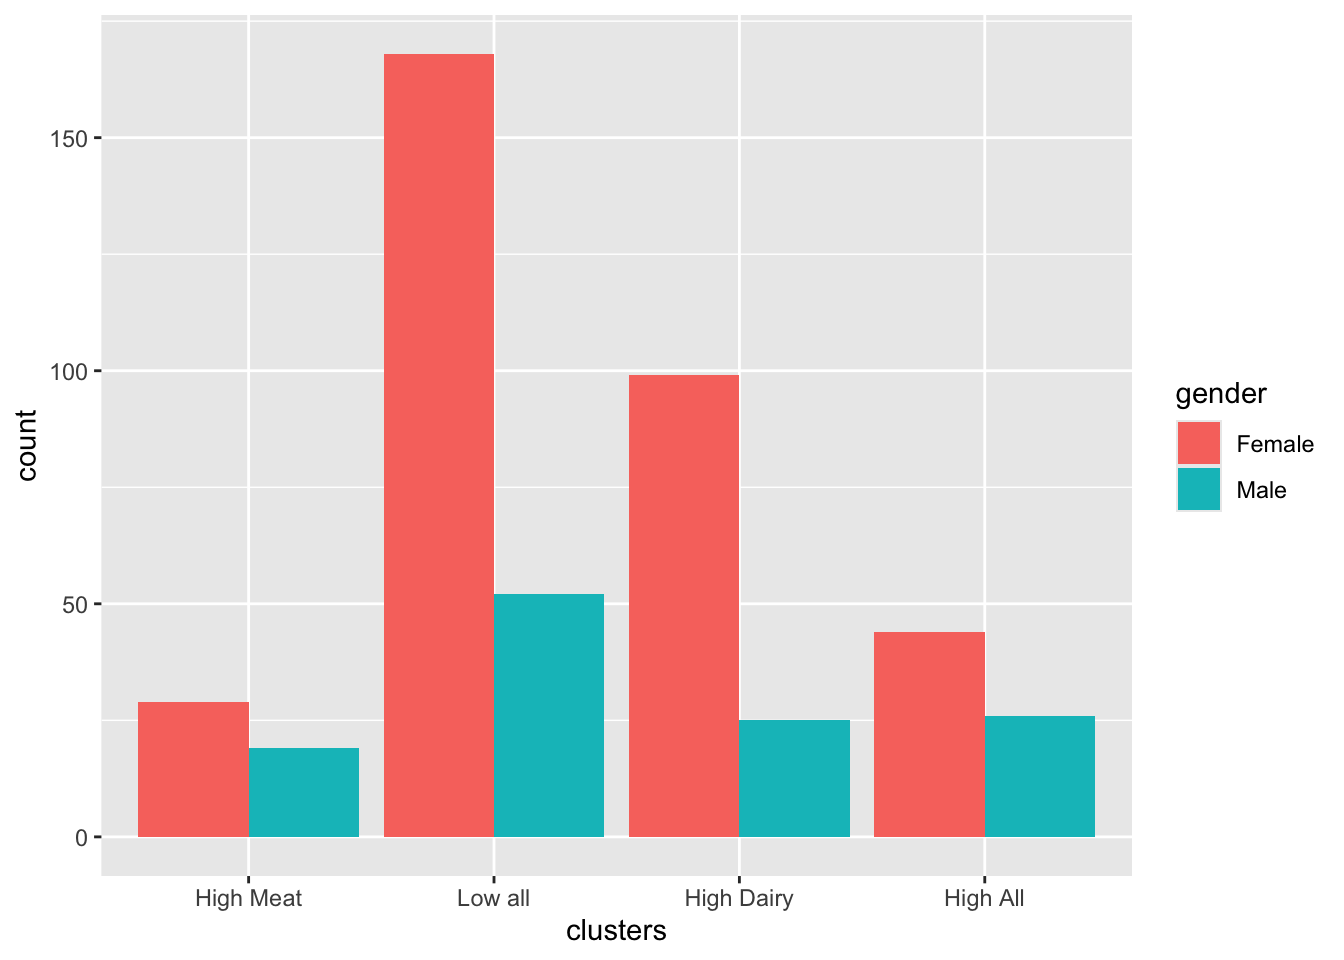 150
100
50
0
count
High Meat
Low all
High Dairy
High All
clusters
gender
Female
Male